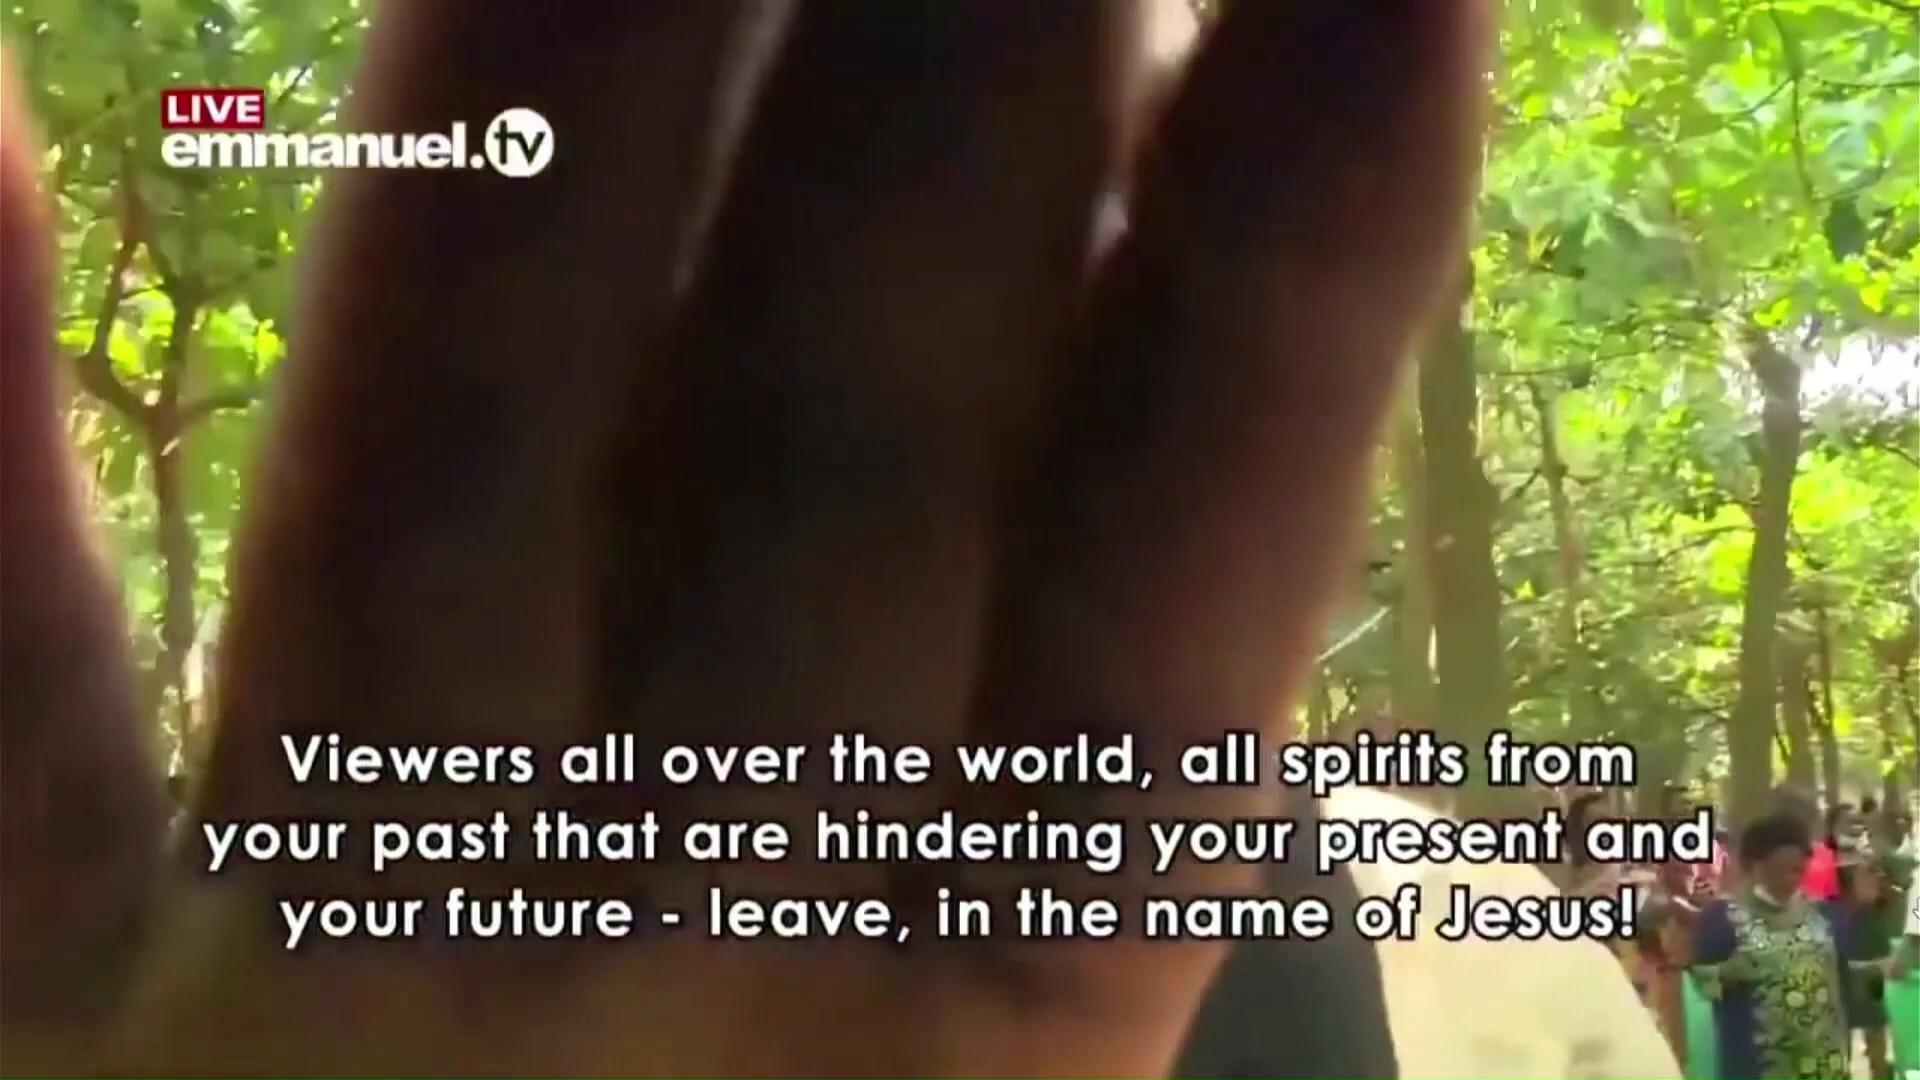 LIVE
emmanuel.tv
Viewers all over the world, all spirits from
your past that are hindering your present and
your future - leave, in the name of Jesus!